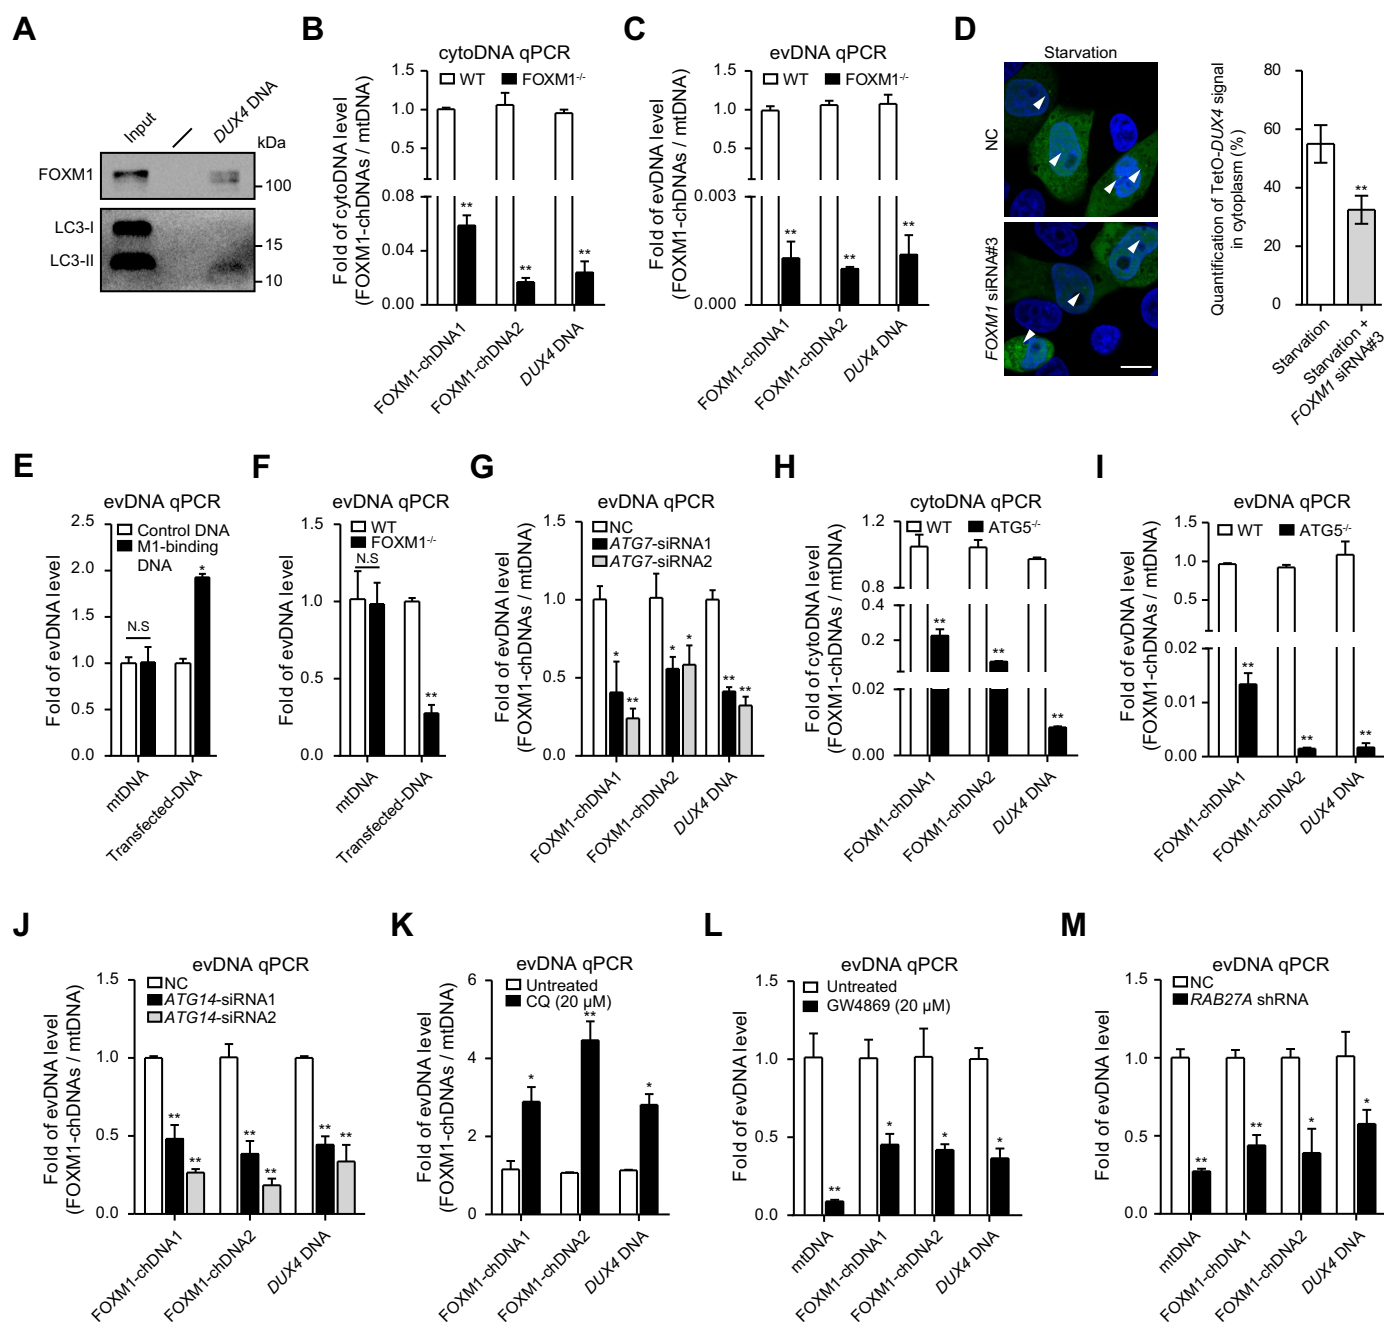 A
Input
DUX4 DNA
kDa
FOXM1
100
LC3-I
15
LC3-II
10
B
cytoDNA qPCR
WT FOXM1-/-
Fold of cytoDNA level
(FOXM1-chDNAs / mtDNA)
1.5
1.0
0.5
0.08
0.04
0.00
**
**
**
FOXM1-chDNA1
FOXM1-chDNA2
DUX4 DNA
C
evDNA qPCR
WT FOXM1-/-
Fold of evDNA level
(FOXM1-chDNAs / mtDNA)
1.5
1.0
0.5
0.003
0.000
**
**
**
FOXM1-chDNA1
FOXM1-chDNA2
DUX4 DNA
D
Starvation
NC
FOXM1 siRNA#3
Quantification of TetO-DUX4 signal
in cytoplasm (%)
80
60
40
20
0
**
Starvation
Starvation +
FOXM1 siRNA#3
E
evDNA qPCR
Control DNA
M1-binding
DNA
Fold of evDNA level
2.5
2.0
1.5
1.0
0.5
0.0
N.S
*
mtDNA
Transfected-DNA
F
evDNA qPCR
WT
FOXM1-/-
Fold of evDNA level
1.5
1.0
0.5
0.0
N.S
**
mtDNA
Transfected-DNA
G
evDNA qPCR
NC
ATG7-siRNA1
ATG7-siRNA2
Fold of evDNA level
(FOXM1-chDNAs / mtDNA)
1.5
1.0
0.5
0.0
*
**
*
*
**
**
FOXM1-chDNA1
FOXM1-chDNA2
DUX4 DNA
H
cytoDNA qPCR
WT ATG5-/-
Fold of cytoDNA level
(FOXM1-chDNAs / mtDNA)
1.2
0.8
0.4
0.2
0.02
0.00
**
**
**
FOXM1-chDNA1
FOXM1-chDNA2
DUX4 DNA
I
evDNA qPCR
WT ATG5-/-
Fold of evDNA level
(FOXM1-chDNAs / mtDNA)
1.5
1.0
0.5
0.02
0.01
0.00
**
**
**
FOXM1-chDNA1
FOXM1-chDNA2
DUX4 DNA
J
evDNA qPCR
NC
ATG14-siRNA1
ATG14-siRNA2
Fold of evDNA level
(FOXM1-chDNAs / mtDNA)
1.5
1.0
0.5
0.0
**
**
**
**
**
**
FOXM1-chDNA1
FOXM1-chDNA2
DUX4 DNA
K
evDNA qPCR
Untreated
CQ (20 µM)
Fold of evDNA level
(FOXM1-chDNAs / mtDNA)
6
4
2
0
*
**
*
FOXM1-chDNA1
FOXM1-chDNA2
DUX4 DNA
L
evDNA qPCR
Untreated
GW4869 (20 µM)
Fold of evDNA level
1.5
1.0
0.5
0.0
**
*
*
*
mtDNA
FOXM1-chDNA1
FOXM1-chDNA2
DUX4 DNA
M
evDNA qPCR
NC
RAB27A shRNA
Fold of evDNA level
1.5
1.0
0.5
0.0
**
**
*
*
mtDNA
FOXM1-chDNA1
FOXM1-chDNA2
DUX4 DNA